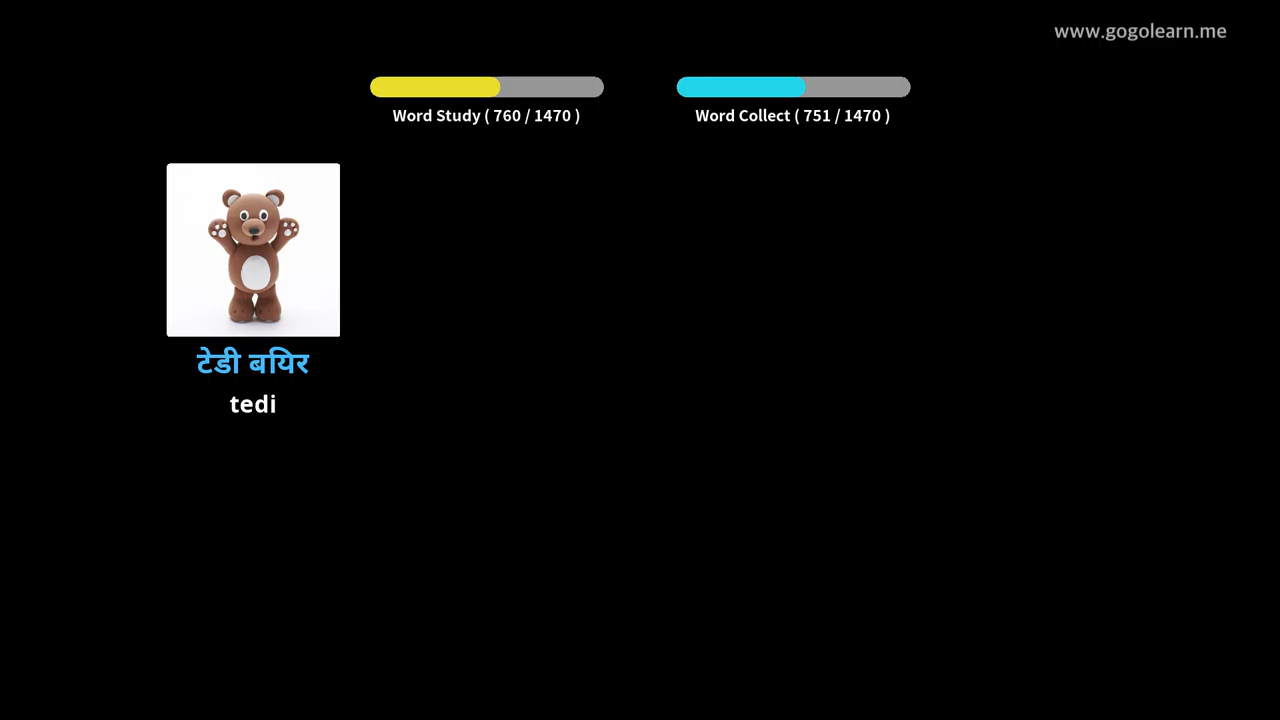 www.gogolearn.me
Word Study ( 760 / 1470 )
Word Collect ( 751 / 1470 )
टेडी बियर
tedi